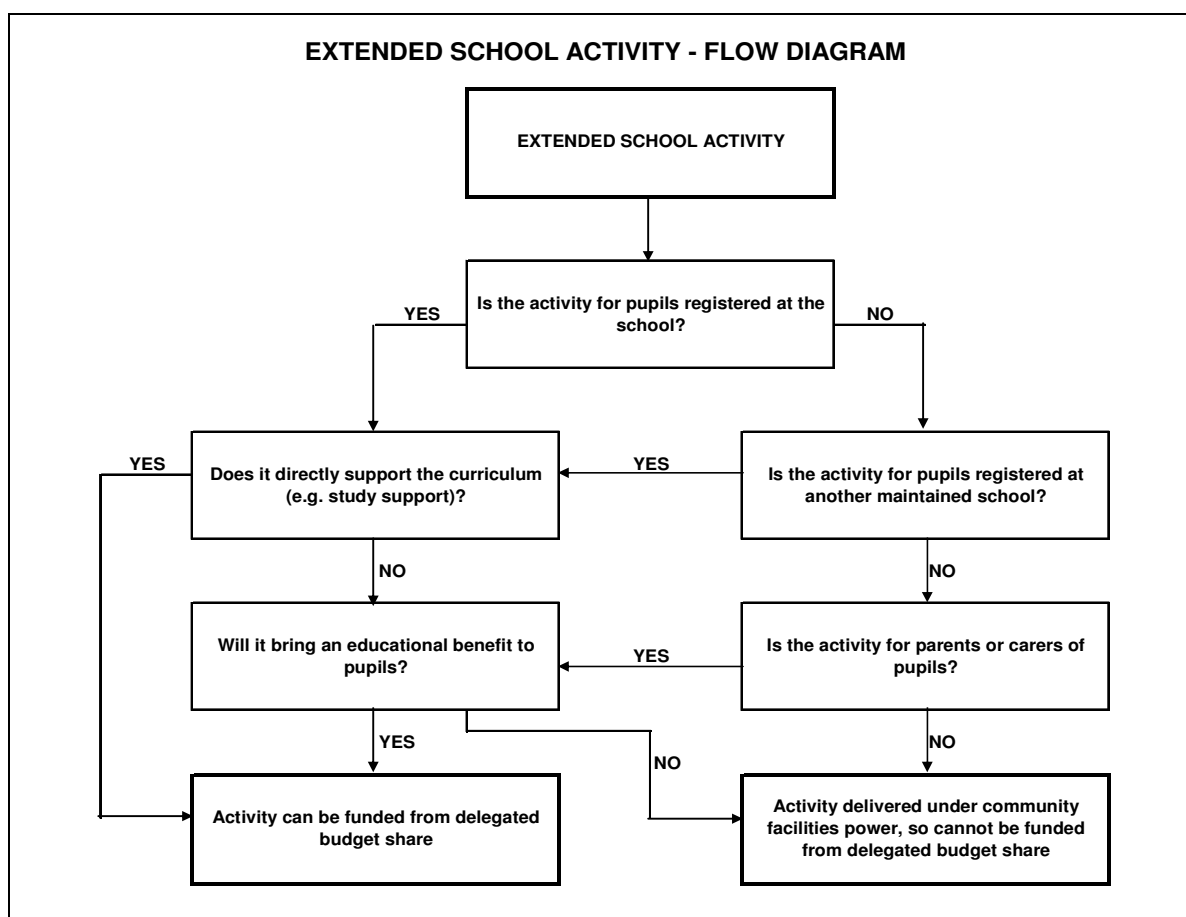 EXTENDED SCHOOL ACTIVITY - FLOW DIAGRAM
EXTENDED SCHOOL ACTIVITY
Is the activity for pupils registered at the
school?
YES
NO
Does it directly support the curriculum
(e.g. study support)?
YES
YES
Is the activity for pupils registered at
another maintained school?
NO
NO
Will it bring an educational benefit to
pupils?
YES
Is the activity for parents or carers of
pupils?
YES
NO
NO
Activity can be funded from delegated
budget share
Activity delivered under community
facilities power, so cannot be funded
from delegated budget share